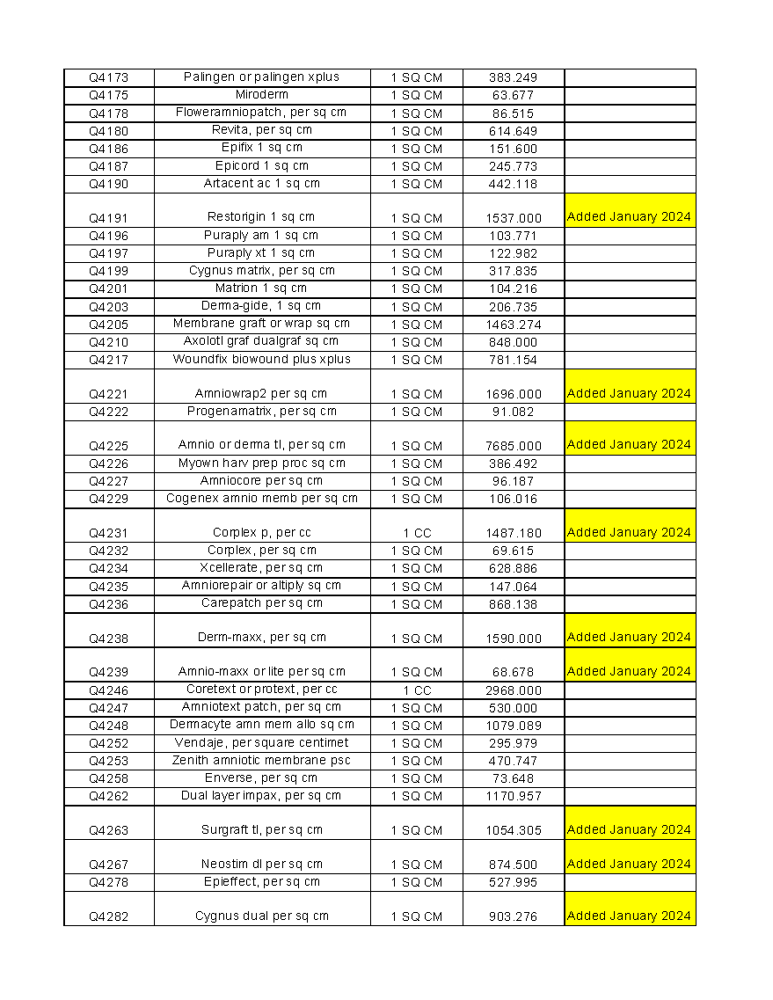 Q4173 Palingen or palingen xplus 1 SQ CM 383.249
Q4175 Miroderm 1 SQ CM 63.677
Q4178 Floweramniopatch, per sq cm 1 SQ CM 86.515
Q4180 Revita, per sq cm 1 SQ CM 614.649
Q4186 Epifix 1 sq cm 1 SQ CM 151.600
Q4187 Epicord 1 sq cm 1 SQ CM 245.773
Q4190 Artacent ac 1 sq cm 1 SQ CM 442.118
Q4191 Restorigin 1 sq cm 1 SQ CM 1537.000 Added January 2024
Q4196 Puraply am 1 sq cm 1 SQ CM 103.771
Q4197 Puraply xt 1 sq cm 1 SQ CM 122.982
Q4199 Cygnus matrix, per sq cm 1 SQ CM 317.835
Q4201 Matrion 1 sq cm 1 SQ CM 104.216
Q4203 Derma-gide, 1 sq cm 1 SQ CM 206.735
Q4205 Membrane graft or wrap sq cm 1 SQ CM 1463.274
Q4210 Axolotl graf dualgraf sq cm 1 SQ CM 848.000
Q4217 Woundfix biowound plus xplus 1 SQ CM 781.154
Q4221 Amniowrap2 per sq cm 1 SQ CM 1696.000 Added January 2024
Q4222 Progenamatrix, per sq cm 1 SQ CM 91.082
Q4225 Amnio or derma tl, per sq cm 1 SQ CM 7685.000 Added January 2024
Q4226 Myown harv prep proc sq cm 1 SQ CM 386.492
Q4227 Amniocore per sq cm 1 SQ CM 96.187
Q4229 Cogenex amnio memb per sq cm 1 SQ CM 106.016
Q4231 Corplex p, per cc 1 CC 1487.180 Added January 2024
Q4232 Corplex, per sq cm 1 SQ CM 69.615
Q4234 Xcellerate, per sq cm 1 SQ CM 628.886
Q4235 Amniorepair or altiply sq cm 1 SQ CM 147.064
Q4236 Carepatch per sq cm 1 SQ CM 868.138
Q4238 Derm-maxx, per sq cm 1 SQ CM 1590.000 Added January 2024
Q4239 Amnio-maxx or lite per sq cm 1 SQ CM 68.678 Added January 2024
Q4246 Coretext or protext, per cc 1 CC 2968.000
Q4247 Amniotext patch, per sq cm 1 SQ CM 530.000
Q4248 Dermacyte amn mem allo sq cm 1 SQ CM 1079.089
Q4252 Vendaje, per square centimet 1 SQ CM 295.979
Q4253 Zenith amniotic membrane psc 1 SQ CM 470.747
Q4258 Enverse, per sq cm 1 SQ CM 73.648
Q4262 Dual layer impax, per sq cm 1 SQ CM 1170.957
Q4263 Surgraft tl, per sq cm 1 SQ CM 1054.305 Added January 2024
Q4267 Neostim dl per sq cm 1 SQ CM 874.500 Added January 2024
Q4278 Epieffect, per sq cm 1 SQ CM 527.995
Q4282 Cygnus dual per sq cm 1 SQ CM 903.276 Added January 2024